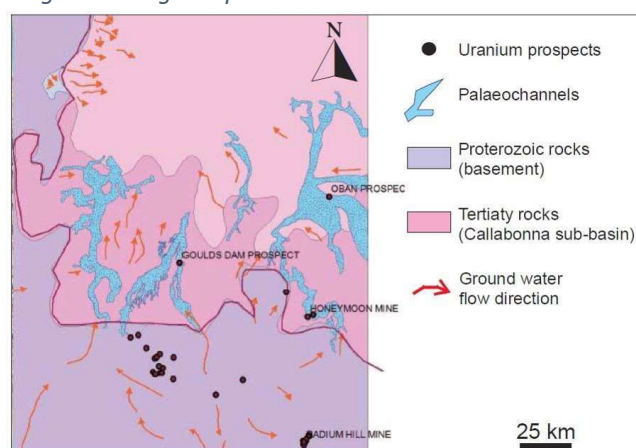 N
OBAN PROSPEC
GOULDS DAM PROSPECT
HONEYMOON MINE
RADIUM HILL MINE
Uranium prospects
Palaeochannels
Proterozoic rocks
(basement)
Tertiaty rocks
(Callabonna sub-basin)
Ground water
flow direction
25 km